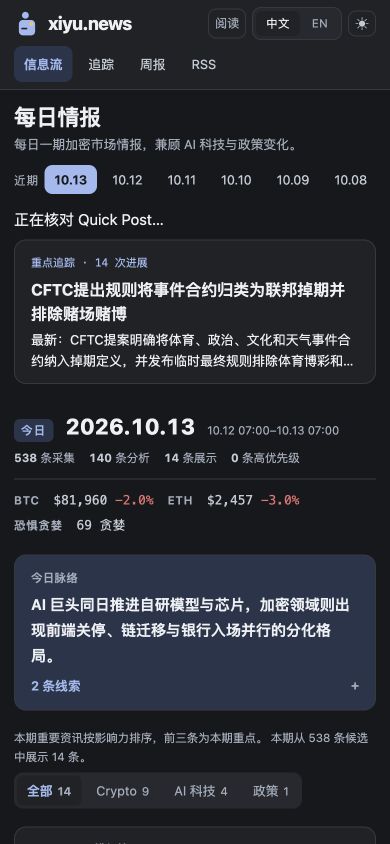 xiyu.news 阅读 中文 EN
信息流 追踪 周报 RSS
每日情报
每日一期加密市场情报，兼顾 AI 科技与政策变化。
近期 10.13 10.12 10.11 10.10 10.09 10.08
正在核对 Quick Post...
重点追踪 · 14 次进展
CFTC提出规则将事件合约归类为联邦掉期并
排除赌场赌博
最新：CFTC提案明确将体育、政治、文化和天气事件合
约纳入掉期定义，并发布临时最终规则排除体育博彩和...
今日 2026.10.13 10.12 07:00–10.13 07:00
538 条采集 140 条分析 14 条展示 0 条高优先级
BTC $81,960 −2.0% ETH $2,457 −3.0%
恐惧贪婪 69 贪婪
今日脉络
AI 巨头同日推进自研模型与芯片，加密领域则出
现前端关停、链迁移与银行入场并行的分化格
局。
2 条线索 +
本期重要资讯按影响力排序，前三条为本期重点。 本期从 538 条候选
中展示 14 条。
全部 14 Crypto 9 AI 科技 4 政策 1